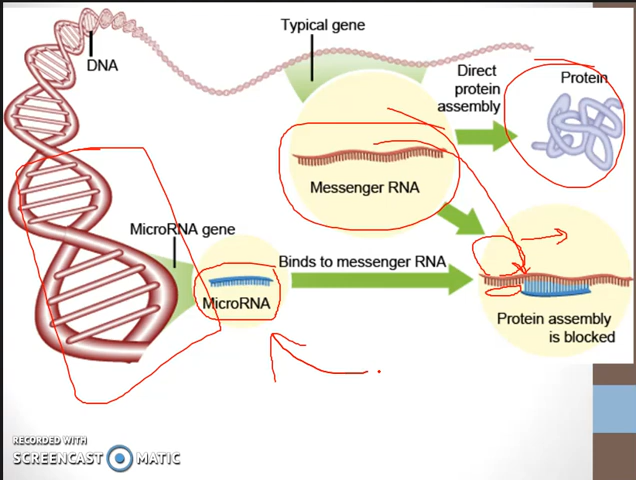 Typical gene
DNA
Direct
protein
assembly
Protein
Messenger RNA
MicroRNA gene
MicroRNA
Binds to messenger RNA
Protein assembly
is blocked
RECORDED WITH
SCREENCAST MATIC